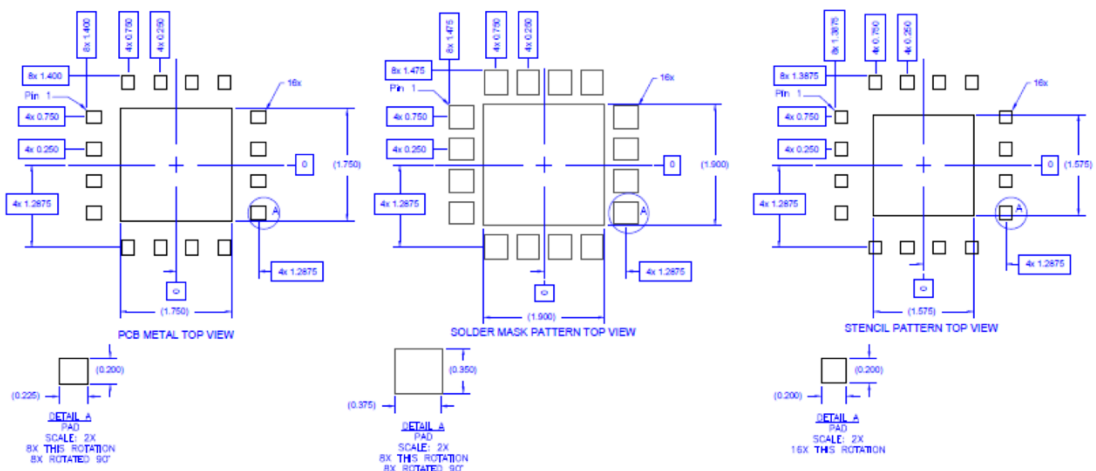 8x 1.400
4x 0.750
4x 0.250
8x 1.400
Pin 1
16x
4x 0.750
4x 0.250
0
(1.750)
4x 1.2875
A
4x 1.2875
0
(1.750)
PCB METAL TOP VIEW
(0.200)
(0.225)
DETAIL A
PAD
SCALE: 2X
8X THIS ROTATION
8X ROTATED 90°
8x 1.475
4x 0.750
4x 0.250
8x 1.475
Pin 1
16x
4x 0.750
4x 0.250
0
(1.900)
4x 1.2875
A
4x 1.2875
0
(1.900)
SOLDER MASK PATTERN TOP VIEW
(0.350)
(0.375)
DETAIL A
PAD
SCALE: 2X
8X THIS ROTATION
8X ROTATED 90°
8x 1.3875
4x 0.750
4x 0.250
8x 1.3875
Pin 1
16x
4x 0.750
4x 0.250
0
(1.575)
4x 1.2875
A
4x 1.2875
0
(1.575)
STENCIL PATTERN TOP VIEW
(0.200)
(0.200)
DETAIL A
PAD
SCALE: 2X
16X THIS ROTATION